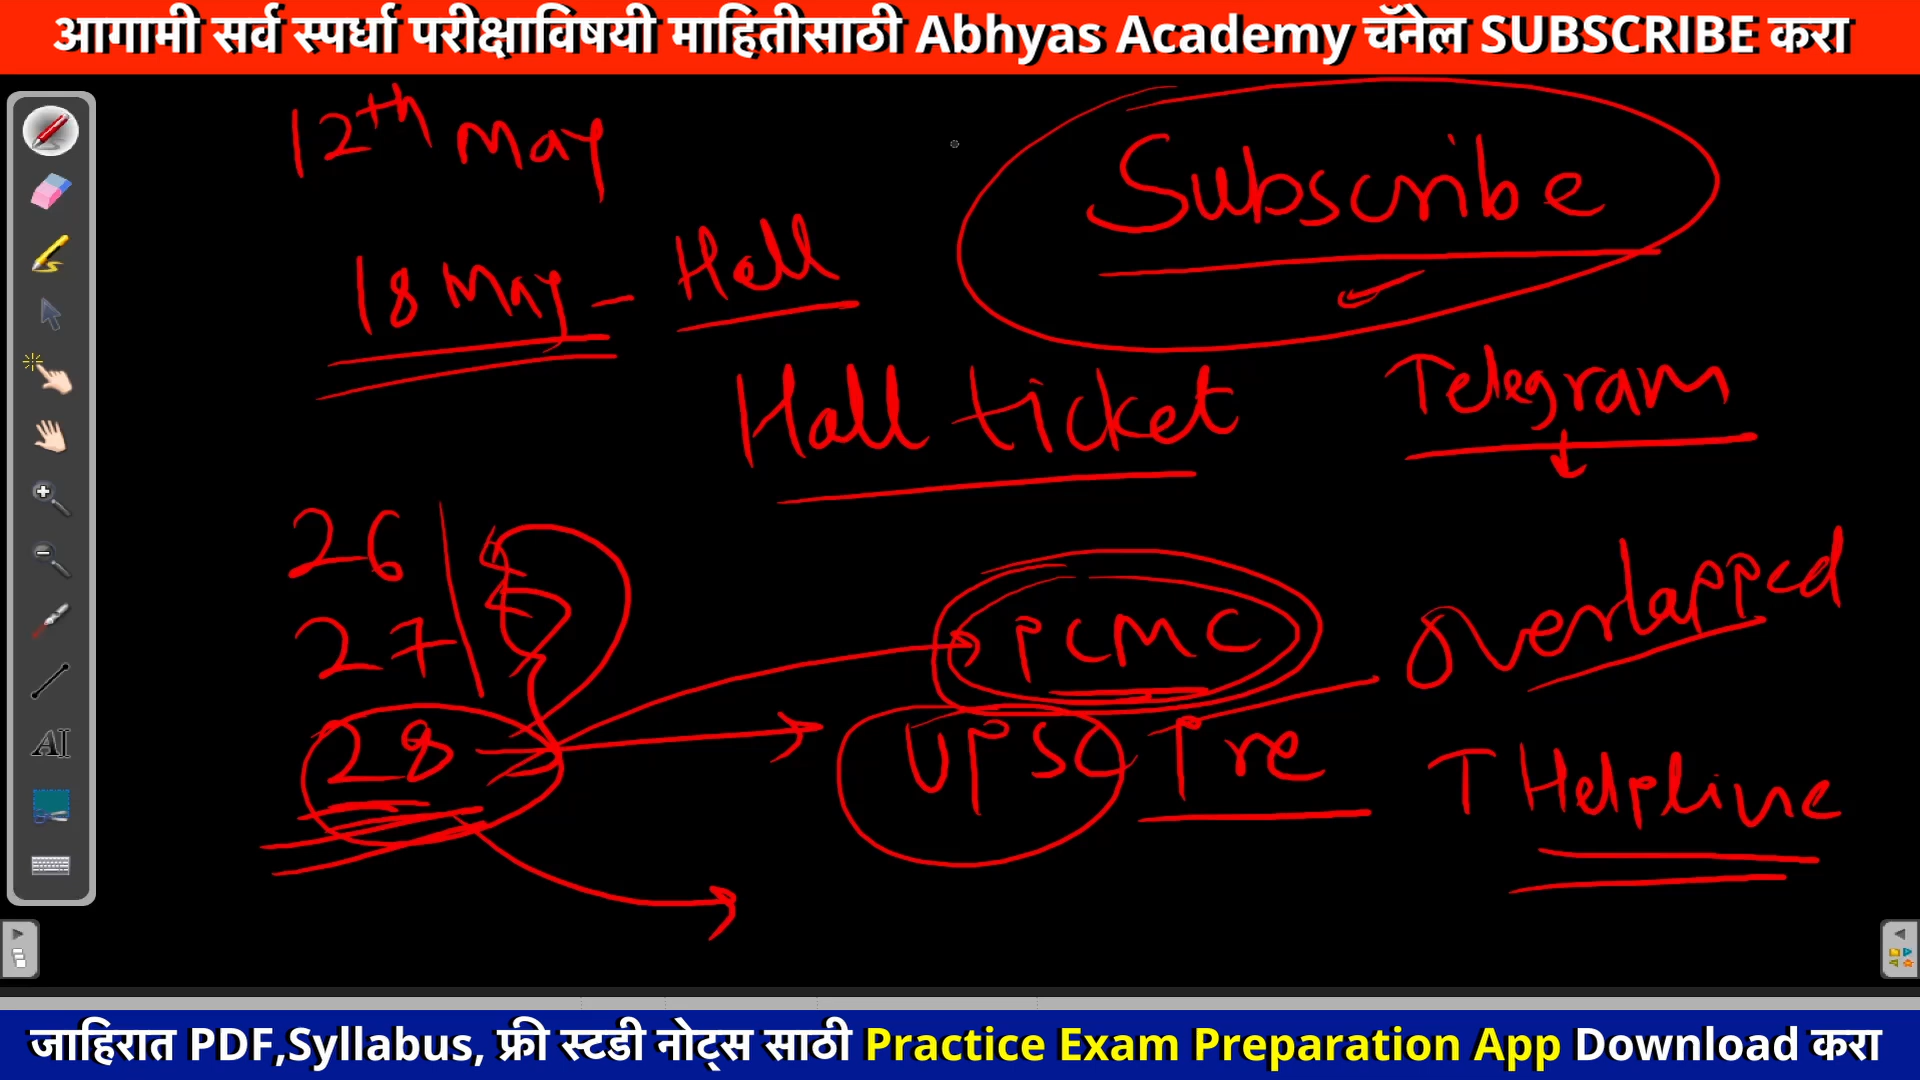 आगामी सर्व स्पर्धा परीक्षाविषयी माहितीसाठी Abhyas Academy चॅनेल SUBSCRIBE करा
12th May
Subscribe
18 May - Hall
Hall ticket
Telegram
26
27
28
PCMC
Overlapped
UPSC Pre
T Helpline
जाहिरात PDF,Syllabus, फ्री स्टडी नोट्स साठी Practice Exam Preparation App Download करा